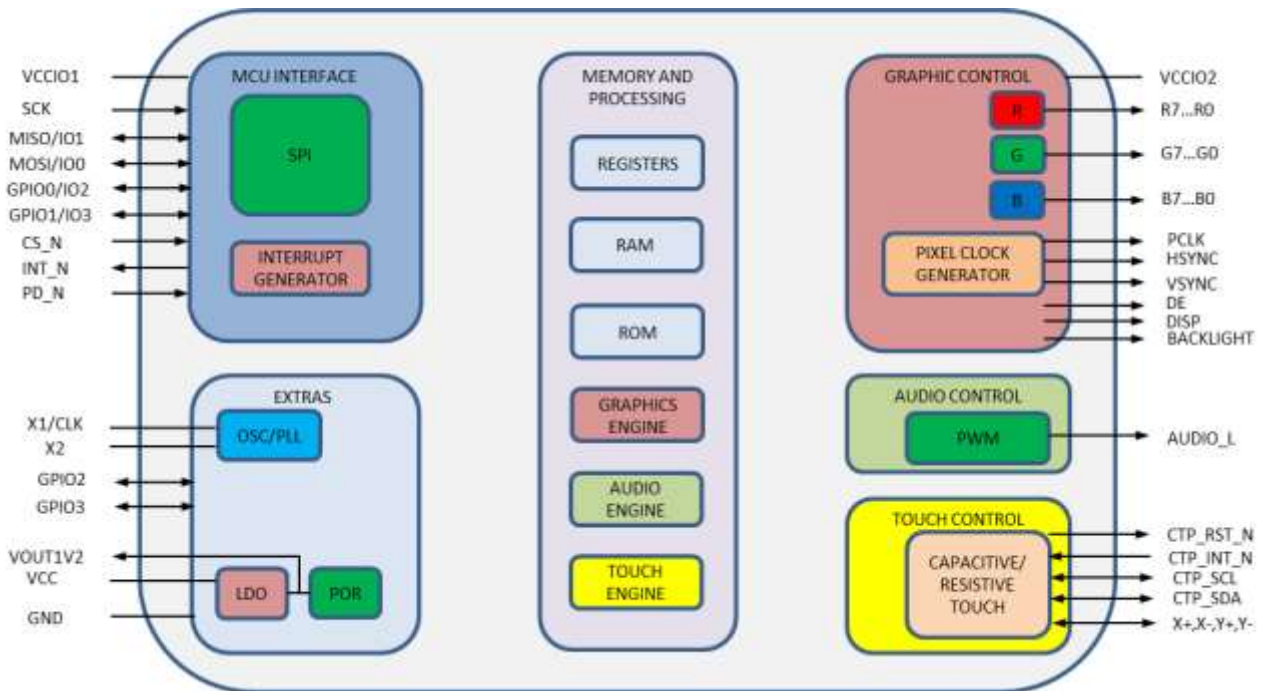 VCCIO1
SCK
MISO/IO1
MOSI/IO0
GPIO0/IO2
GPIO1/IO3
CS_N
INT_N
PD_N
MCU INTERFACE
SPI
INTERRUPT
GENERATOR
X1/CLK
X2
GPIO2
GPIO3
VOUT1V2
VCC
GND
EXTRAS
OSC/PLL
LDO
POR
MEMORY AND
PROCESSING
REGISTERS
RAM
ROM
GRAPHICS
ENGINE
AUDIO
ENGINE
TOUCH
ENGINE
GRAPHIC CONTROL
R
G
B
PIXEL CLOCK
GENERATOR
VCCIO2
R7...R0
G7...G0
B7...B0
PCLK
HSYNC
VSYNC
DE
DISP
BACKLIGHT
AUDIO CONTROL
PWM
AUDIO_L
TOUCH CONTROL
CAPACITIVE/
RESISTIVE
TOUCH
CTP_RST_N
CTP_INT_N
CTP_SCL
CTP_SDA
X+,X-,Y+,Y-